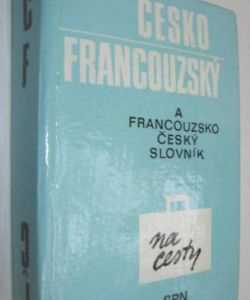 ČESKO
FRANCOUZSKÝ
A
FRANCOUZSKO
ČESKÝ
SLOVNÍK
na
cesty
SPN